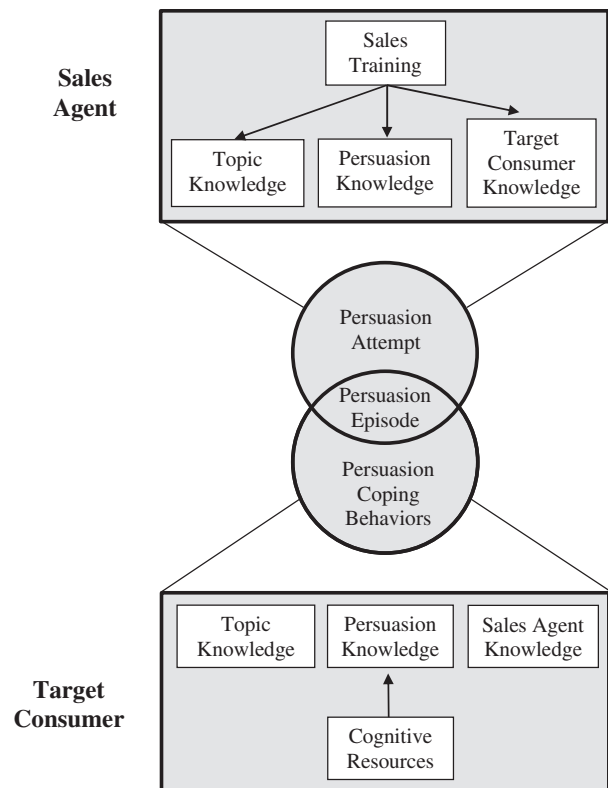 Sales
Agent
Sales
Training
Topic
Knowledge
Persuasion
Knowledge
Target
Consumer
Knowledge
Persuasion
Attempt
Persuasion
Episode
Persuasion
Coping
Behaviors
Target
Consumer
Topic
Knowledge
Persuasion
Knowledge
Sales Agent
Knowledge
Cognitive
Resources